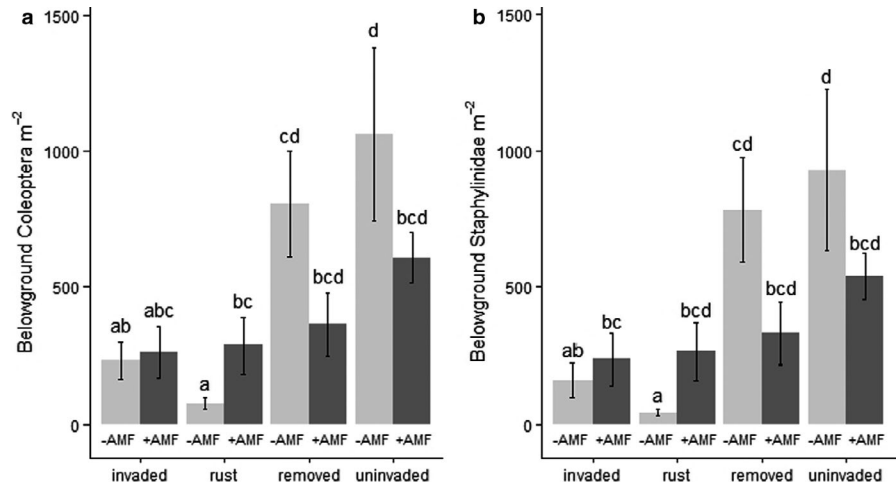 a
Belowground Coleoptera m⁻²
1500
1000
500
0
ab
abc
a
bc
cd
bcd
d
bcd
-AMF +AMF -AMF +AMF -AMF +AMF -AMF +AMF
invaded rust removed uninvaded
b
Belowground Staphylinidae m⁻²
1500
1000
500
0
ab
bc
a
bcd
cd
bcd
d
bcd
-AMF +AMF -AMF +AMF -AMF +AMF -AMF +AMF
invaded rust removed uninvaded